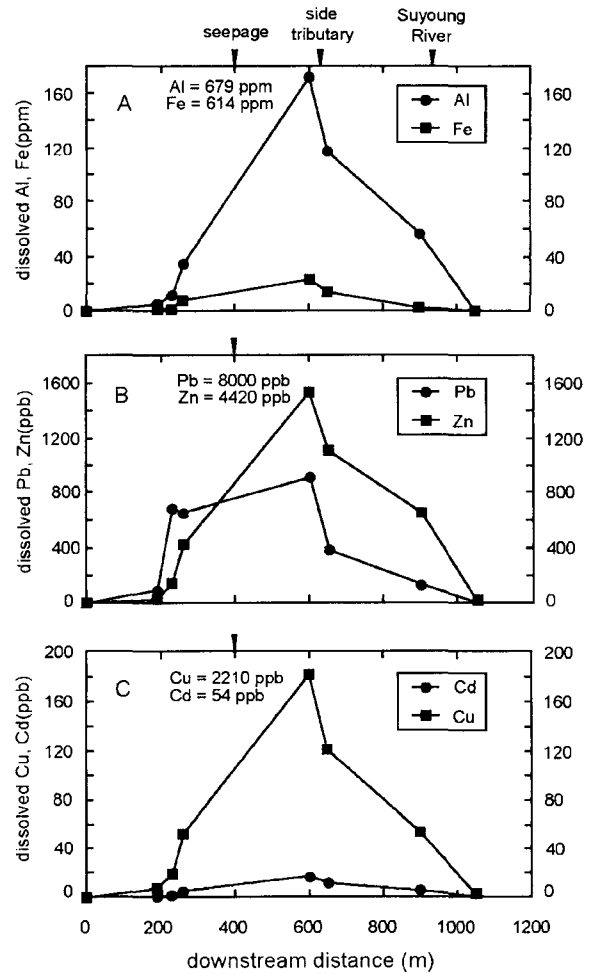 seepage
side
tributary
Suyoung
River
A
Al = 679 ppm
Fe = 614 ppm
Al
Fe
dissolved Al, Fe(ppm)
160
120
80
40
0
160
120
80
40
0
B
Pb = 8000 ppb
Zn = 4420 ppb
Pb
Zn
dissolved Pb, Zn(ppb)
1600
1200
800
400
0
1600
1200
800
400
0
C
Cu = 2210 ppb
Cd = 54 ppb
Cd
Cu
dissolved Cu, Cd(ppb)
200
160
120
80
40
0
200
160
120
80
40
0
0 200 400 600 800 1000 1200
downstream distance (m)